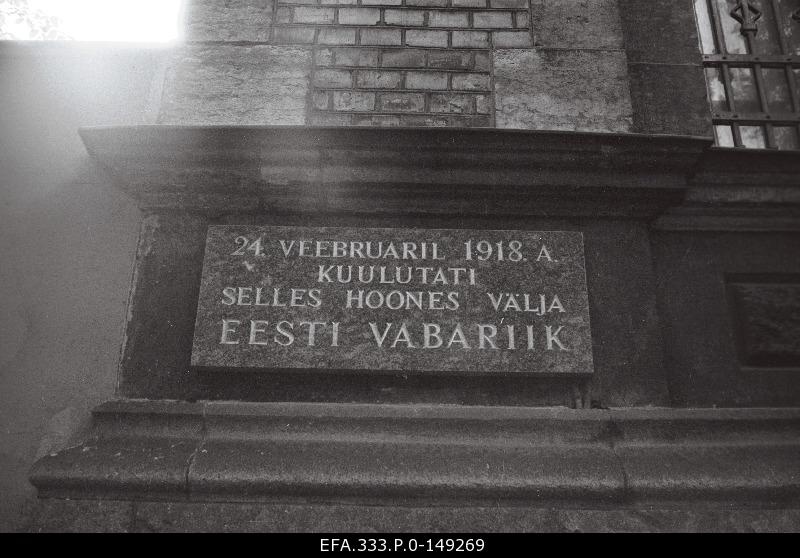 24. VEEBRUARIL 1918. A.
KUULUTATI
SELLES HOONES VÄLJA
EESTI VABARIIK
EFA.333.P.0-149269